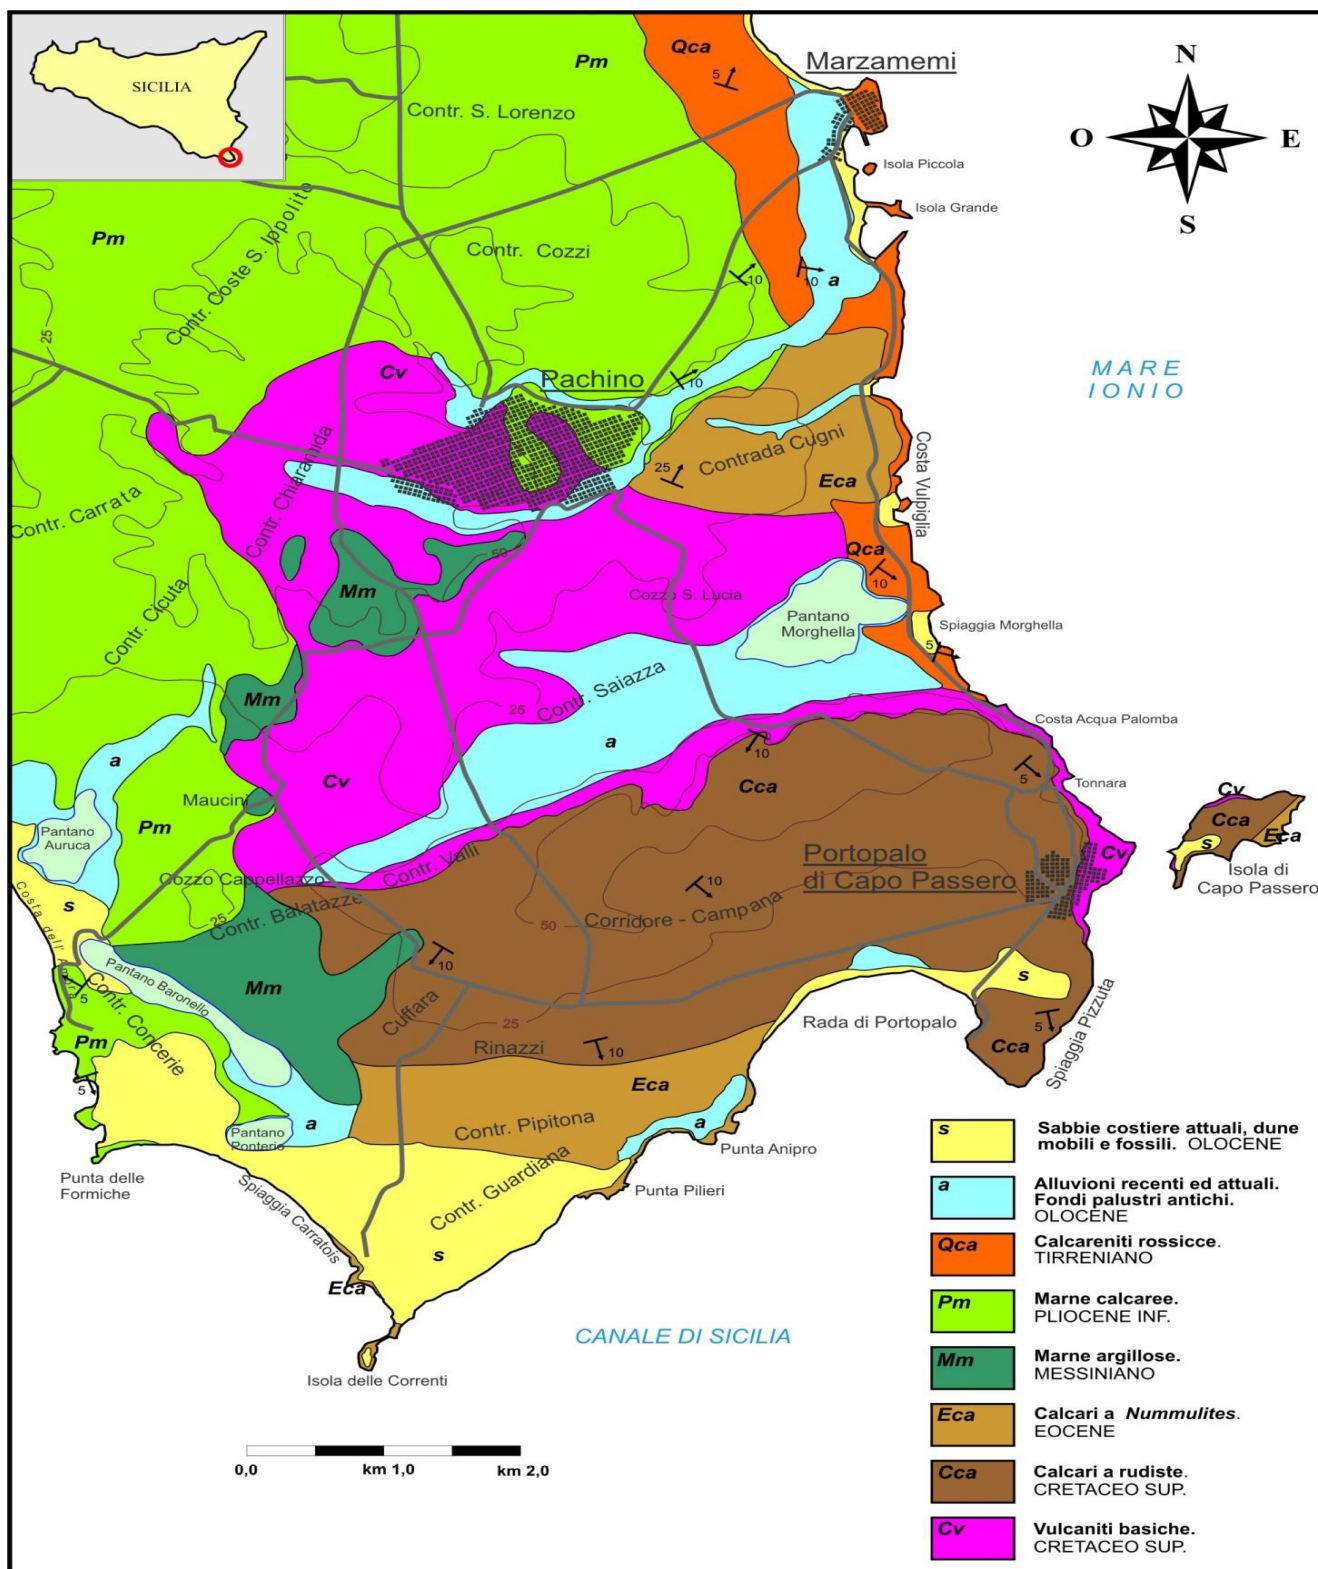 SICILIA
Pm
Qca
5
Marzamemi
N
O
E
S
Contr. S. Lorenzo
Isola Piccola
Isola Grande
Pm
Contr. Coste S. Ippolito
Contr. Cozzi
10
10
a
25
MARE
IONIO
Cv
Pachino
10
Contr. Chiaramida
25
Contrada Cugni
Eca
Costa Vulpiglia
Contr. Carrata
50
Qca
10
Mm
Cozzo S. Lucia
Pantano
Morghella
Contr. Cicuta
Spiaggia Morghella
5
Mm
Contr. Saiazza
25
Costa Acqua Palomba
a
a
10
5
Cv
Cca
Tonnara
Maucini
Cv
Pm
Cca
Pantano
Auruca
Eca
s
Portopalo
di Capo Passero
Cv
Isola di
Capo Passero
Contr. Valli
Gozzo Cappellazzo
10
Costa dell' Ambra
s
25
Contr. Balatazze
50
Corridore - Campana
10
Pantano Baronello
Mm
s
5
Contr. Concerie
Cuffara
25
Rada di Portopalo
Spiaggia Pizzuta
5
Pm
Rinazzi
10
Cca
5
Eca
Contr. Pipitona
a
a
Pantano
Ponterio
Punta Anipro
Punta delle
Formiche
Spiaggia Carratois
Contr. Guardiana
Punta Pilieri
s
Eca
CANALE DI SICILIA
Isola delle Correnti
0,0
km 1,0
km 2,0
s
Sabbie costiere attuali, dune
mobili e fossili. OLOCENE
a
Alluvioni recenti ed attuali.
Fondi palustri antichi.
OLOCENE
Qca
Calcareniti rossicce.
TIRRENIANO
Pm
Marne calcaree.
PLIOCENE INF.
Mm
Marne argillose.
MESSINIANO
Eca
Calcari a Nummulites.
EOCENE
Cca
Calcari a rudiste.
CRETACEO SUP.
Cv
Vulcaniti basiche.
CRETACEO SUP.